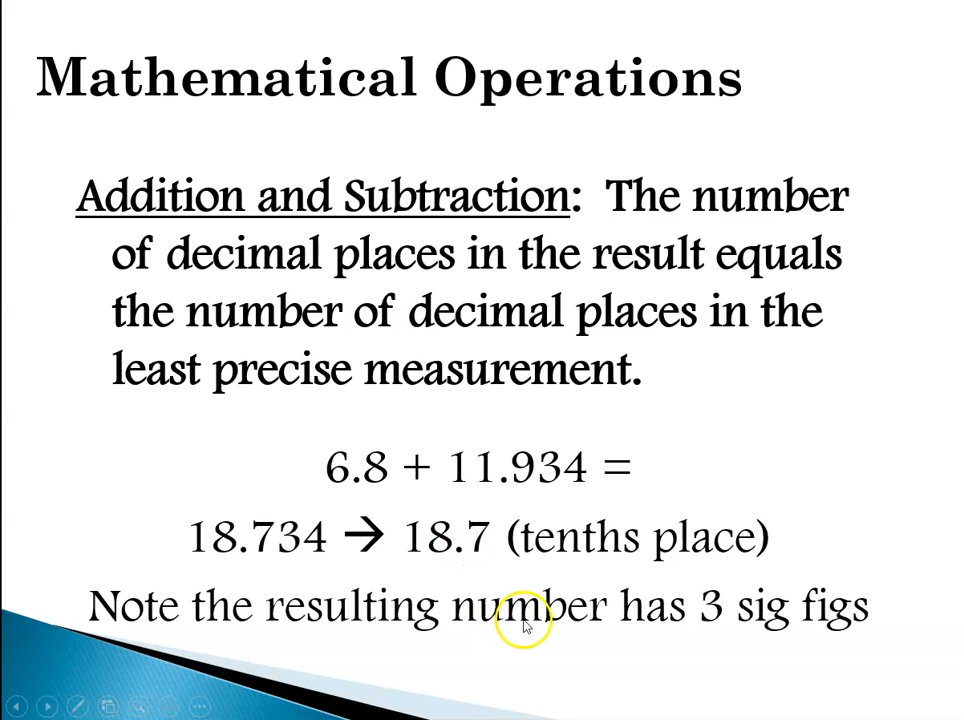 Mathematical Operations
Addition and Subtraction: The number
of decimal places in the result equals
the number of decimal places in the
least precise measurement.
6.8 + 11.934 =
18.734 → 18.7 (tenths place)
Note the resulting number has 3 sig figs